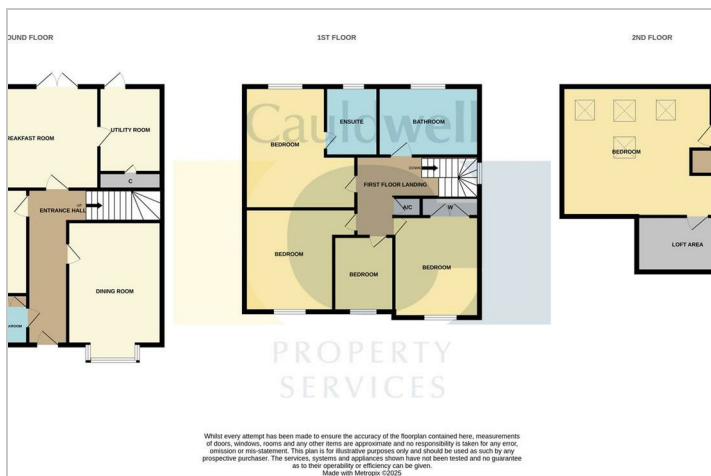 OUND FLOOR
1ST FLOOR
2ND FLOOR
REAKFAST ROOM
UTILITY ROOM
C
ENTRANCE HALL
UP
DINING ROOM
AROOM
Cauldwell
BEDROOM
ENSUITE
BATHROOM
DOWN
FIRST FLOOR LANDING
A/C
W
BEDROOM
BEDROOM
BEDROOM
BEDROOM
LOFT AREA
PROPERTY
SERVICES
Whilst every attempt has been made to ensure the accuracy of the floorplan contained here, measurements
of doors, windows, rooms and any other items are approximate and no responsibility is taken for any error,
omission or mis-statement. This plan is for illustrative purposes only and should be used as such by any
prospective purchaser. The services, systems and appliances shown have not been tested and no guarantee
as to their operability or efficiency can be given.
Made with Metropix ©2025